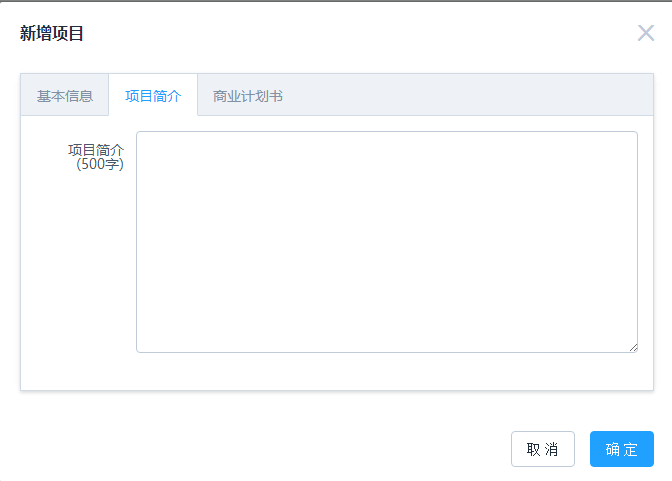 新增项目
基本信息
项目简介
商业计划书
项目简介
(500字)
取 消
确 定